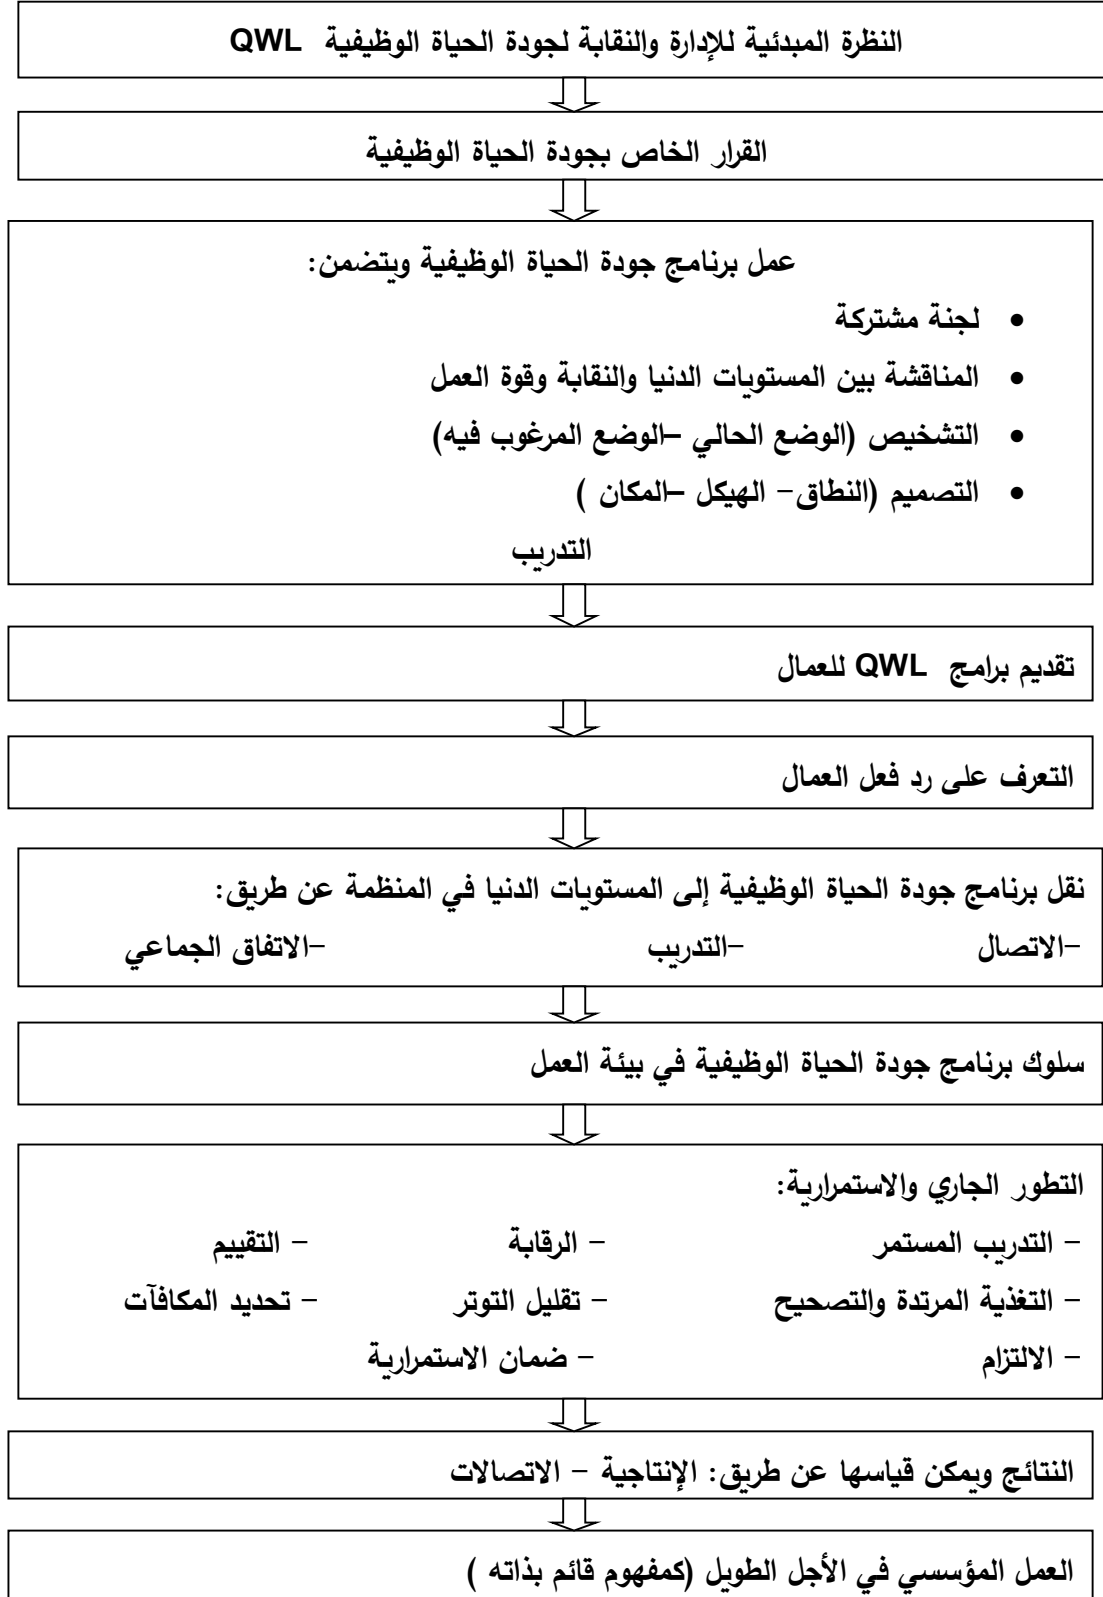 النظرة المبدئية للإدارة والنقابة لجودة الحياة الوظيفية QWL
القرار الخاص بجودة الحياة الوظيفية
عمل برنامج جودة الحياة الوظيفية ويتضمن:
• لجنة مشتركة
• المناقشة بين المستويات الدنيا والنقابة وقوة العمل
• التشخيص (الوضع الحالي –الوضع المرغوب فيه)
• التصميم (النطاق– الهيكل –المكان )
التدريب
تقديم برامج QWL للعمال
التعرف على رد فعل العمال
نقل برنامج جودة الحياة الوظيفية إلى المستويات الدنيا في المنظمة عن طريق:
–الاتصال –التدريب –الاتفاق الجماعي
سلوك برنامج جودة الحياة الوظيفية في بيئة العمل
التطور الجاري والاستمرارية:
– التدريب المستمر – الرقابة – التقييم
– التغذية المرتدة والتصحيح – تقليل التوتر – تحديد المكافآت
– الالتزام – ضمان الاستمرارية
النتائج ويمكن قياسها عن طريق: الإنتاجية – الاتصالات
العمل المؤسسي في الأجل الطويل (كمفهوم قائم بذاته )